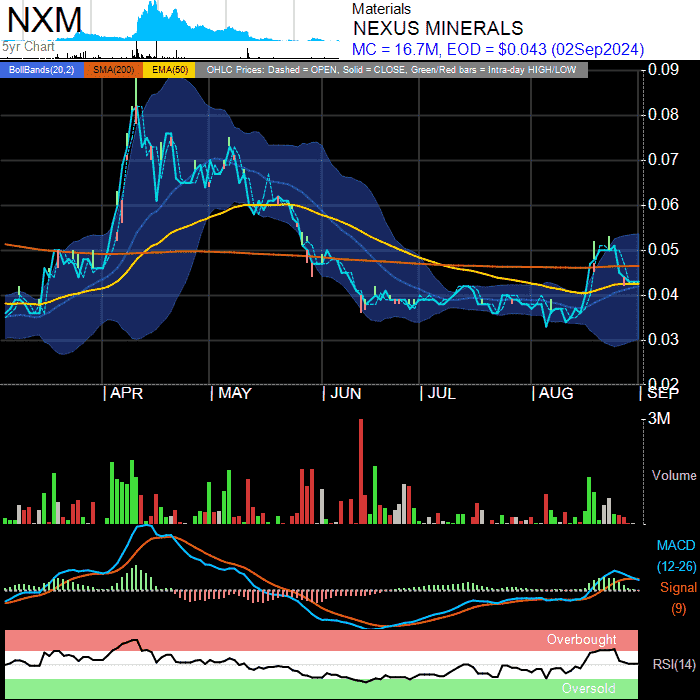 NXM
Materials
NEXUS MINERALS
MC = 16.7M, EOD = $0.043 (02Sep2024)
5yr Chart
BollBands(20,2) SMA(200) EMA(50) OHLC Prices: Dashed = OPEN, Solid = CLOSE, Green/Red bars = Intra-day HIGH/LOW
0.09
0.08
0.07
0.06
0.05
0.04
0.03
0.02
APR MAY JUN JUL AUG SEP
3M
Volume
MACD
(12-26)
Signal
(9)
Overbought
RSI(14)
Oversold